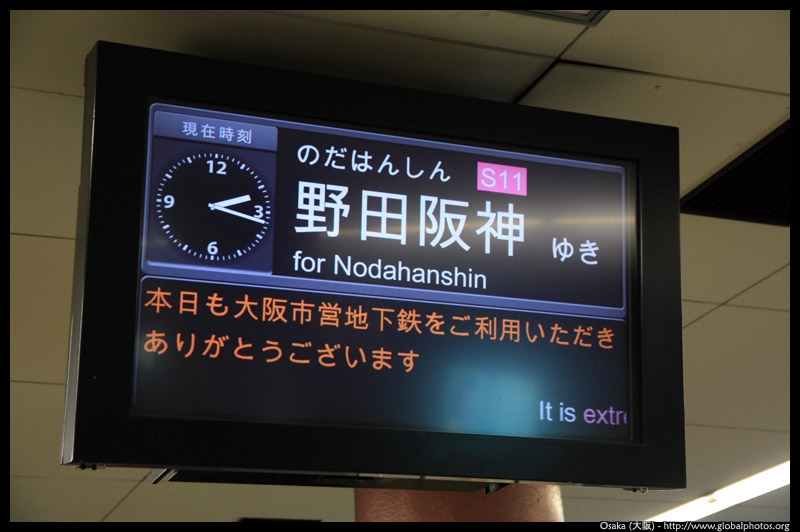 現在時刻
12
3
6
9
のだはんしん
S11
野田阪神 ゆき
for Nodahanshin
本日も大阪市営地下鉄をご利用いただき
ありがとうございます
It is extr
Osaka (大阪) - http://www.globalphotos.org